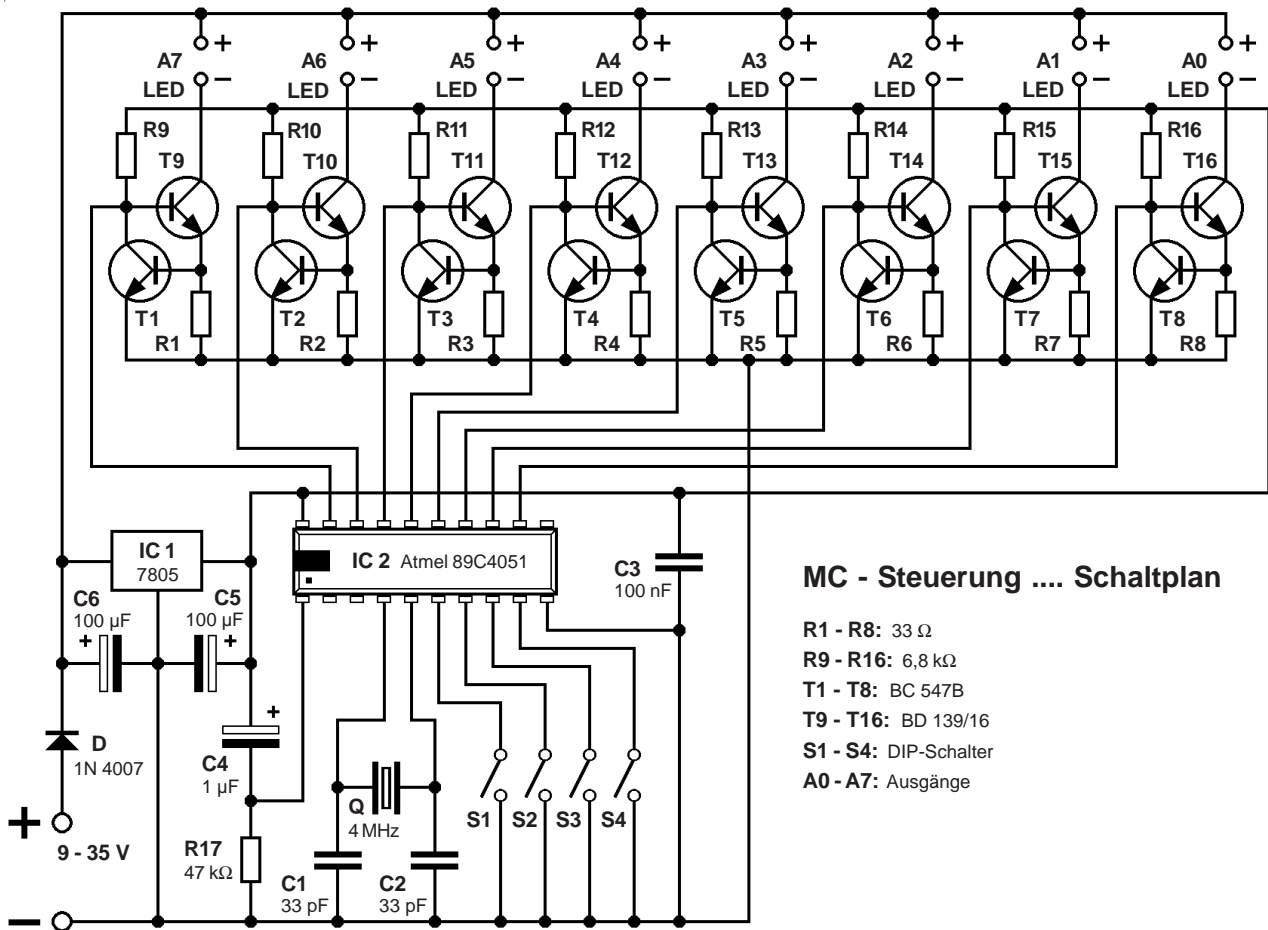 + + + + + + + +
A7 A6 A5 A4 A3 A2 A1 A0
− − − − − − − −
LED LED LED LED LED LED LED LED
R9 R10 R11 R12 R13 R14 R15 R16
T9 T10 T11 T12 T13 T14 T15 T16
T1 T2 T3 T4 T5 T6 T7 T8
R1 R2 R3 R4 R5 R6 R7 R8
IC 1
7805
IC 2 Atmel 89C4051
C6
100 µF
+
C5
100 µF
+
C3
100 nF
+
C4
1 µF
D
1N 4007
+
9 - 35 V
−
R17
47 kΩ
Q
4 MHz
C1
33 pF
C2
33 pF
S1 S2 S3 S4
MC - Steuerung .... Schaltplan
R1 - R8: 33 Ω
R9 - R16: 6,8 kΩ
T1 - T8: BC 547B
T9 - T16: BD 139/16
S1 - S4: DIP-Schalter
A0 - A7: Ausgänge